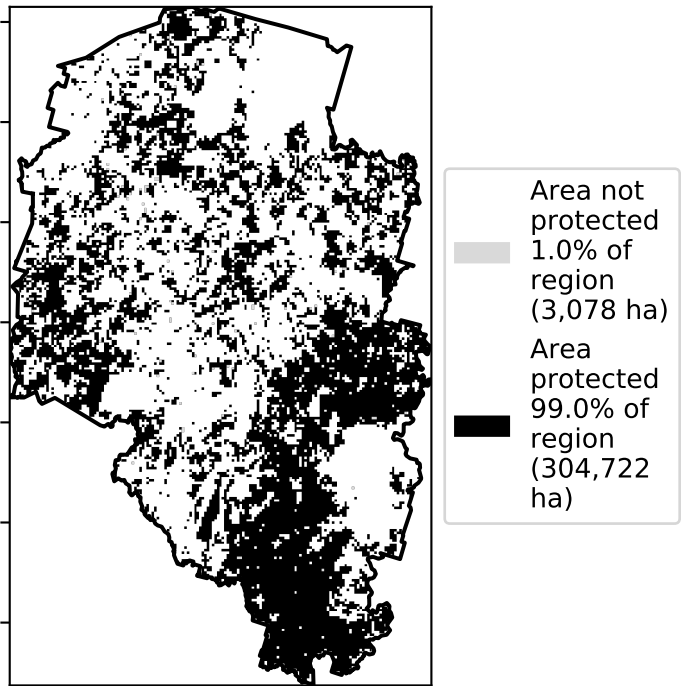 Area not
protected
1.0% of
region
(3,078 ha)
Area
protected
99.0% of
region
(304,722
ha)